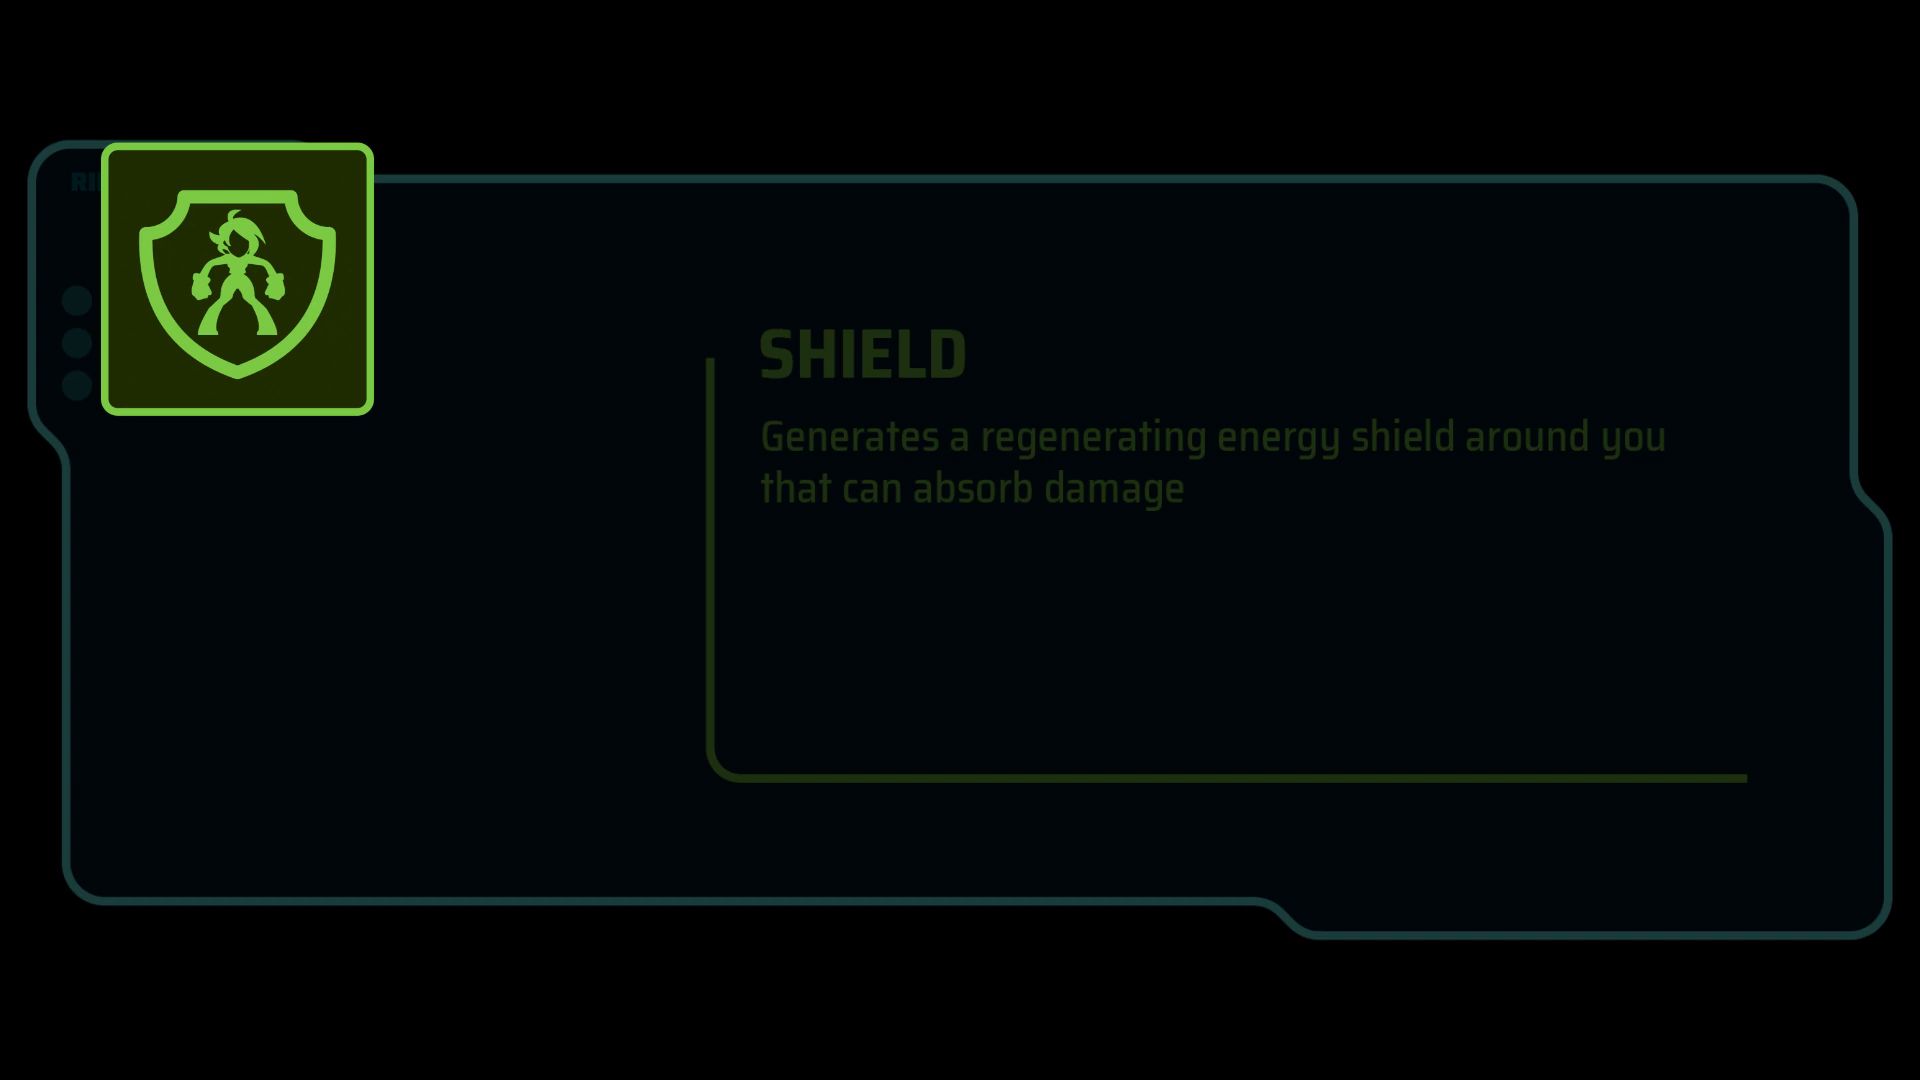 SHIELD
Generates a regenerating energy shield around you
that can absorb damage